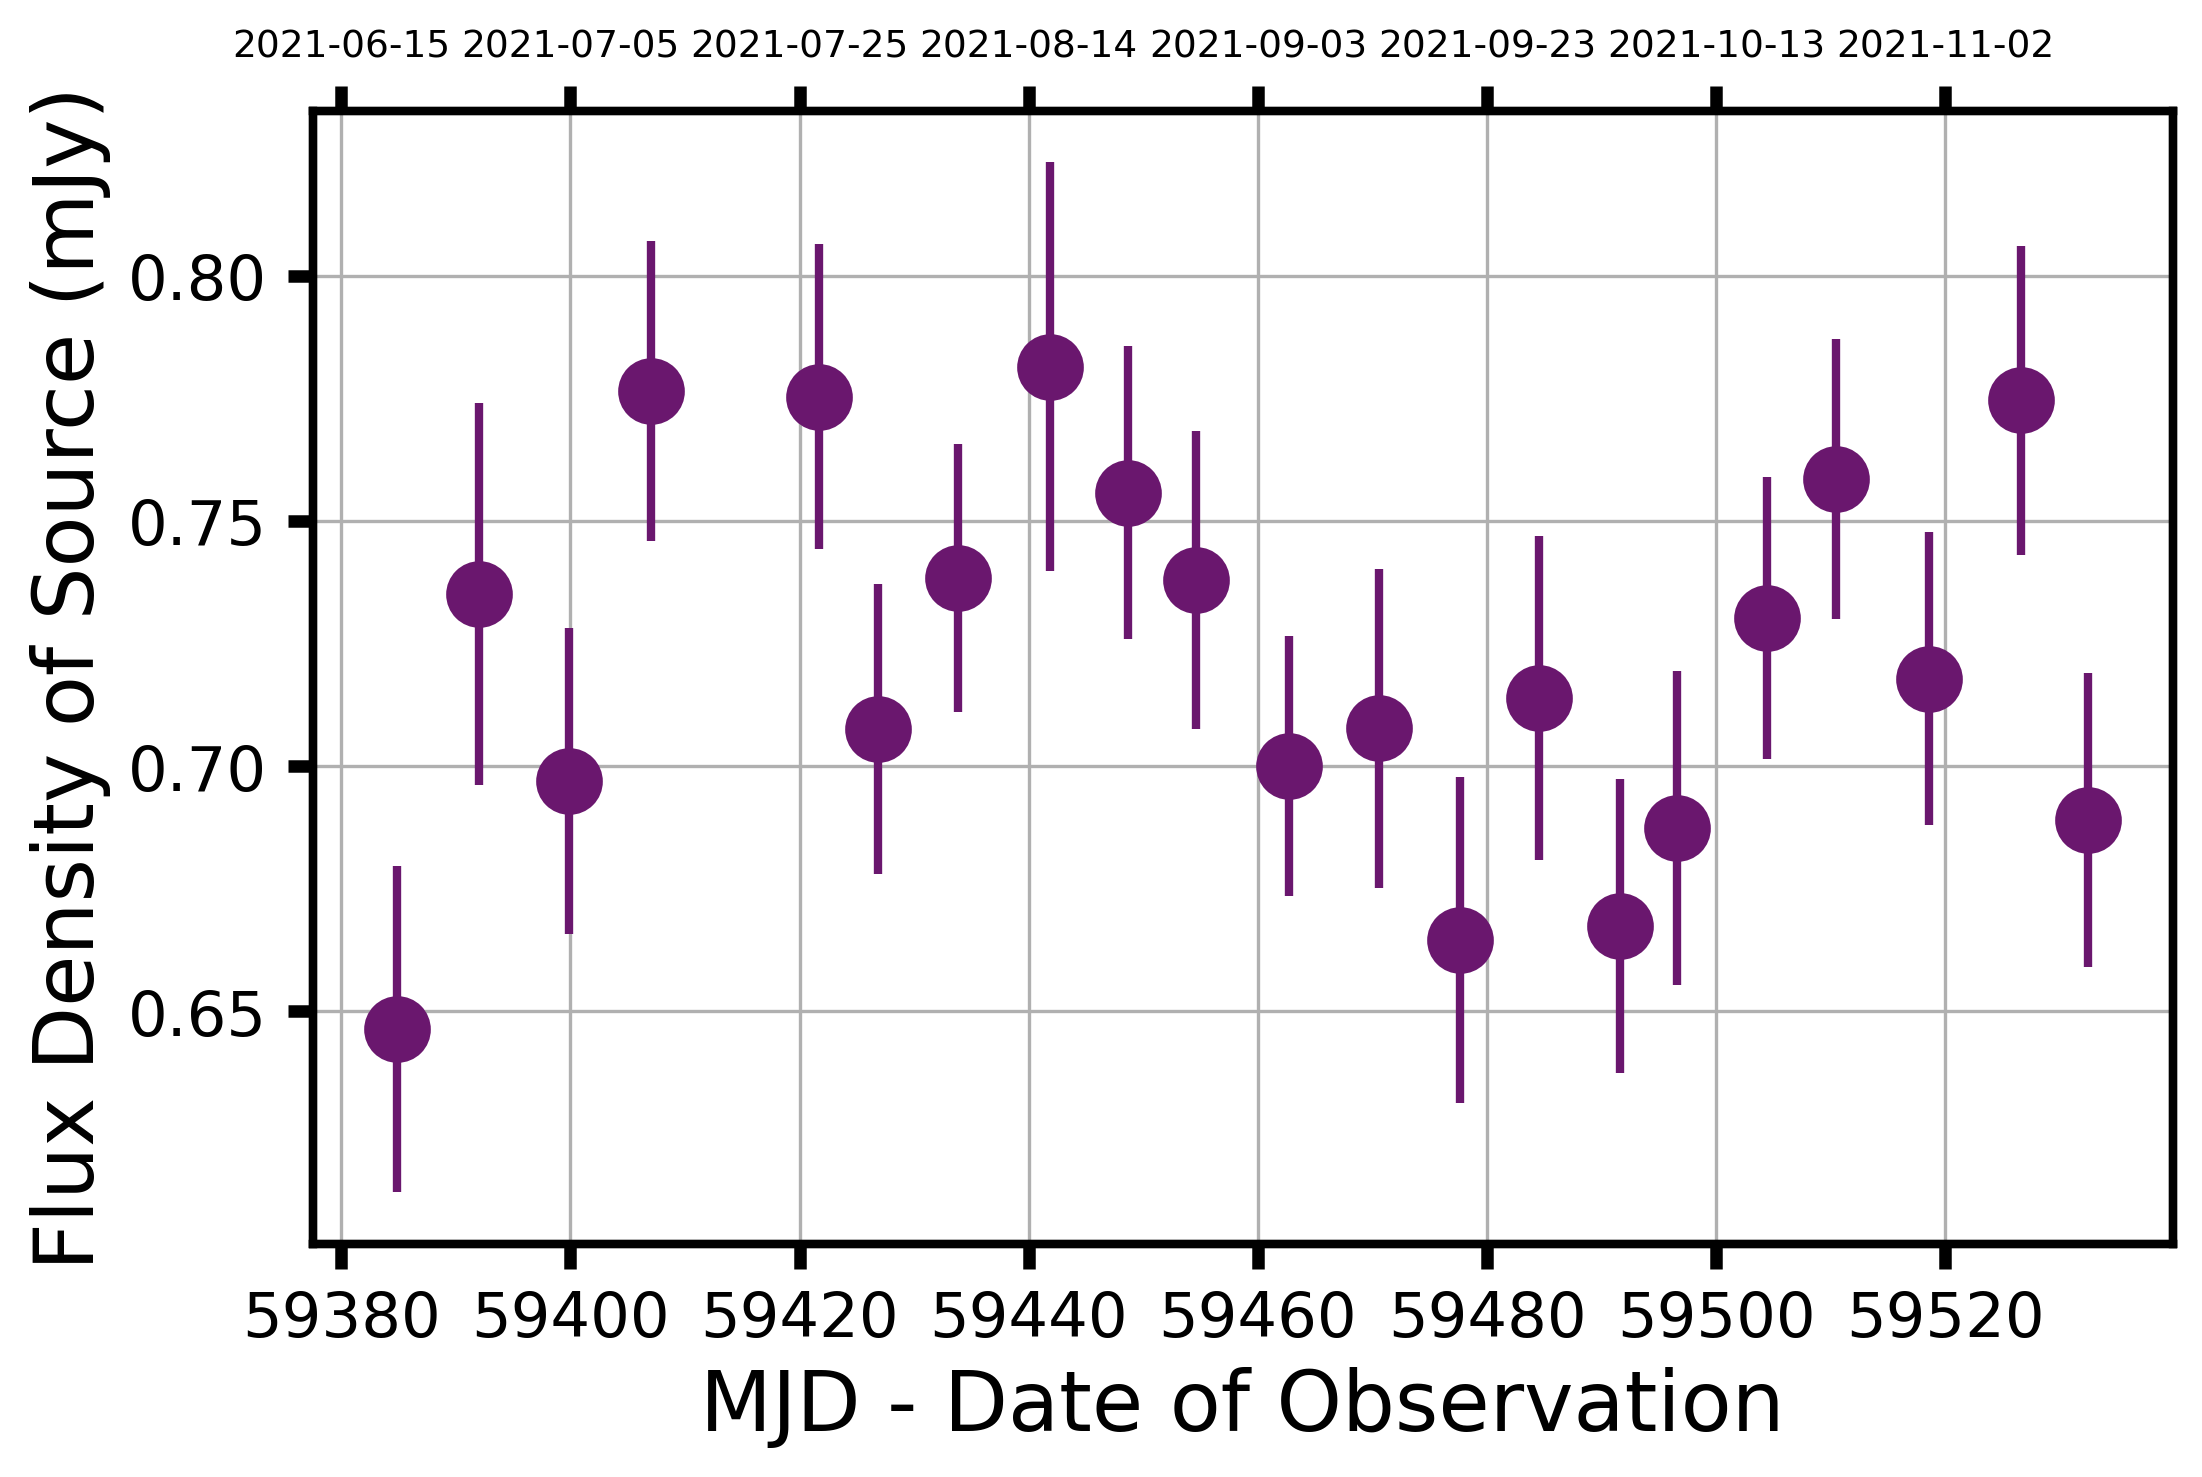 2021-06-15 2021-07-05 2021-07-25 2021-08-14 2021-09-03 2021-09-23 2021-10-13 2021-11-02
Flux Density of Source (mJy)
0.80
0.75
0.70
0.65
59380 59400 59420 59440 59460 59480 59500 59520
MJD - Date of Observation